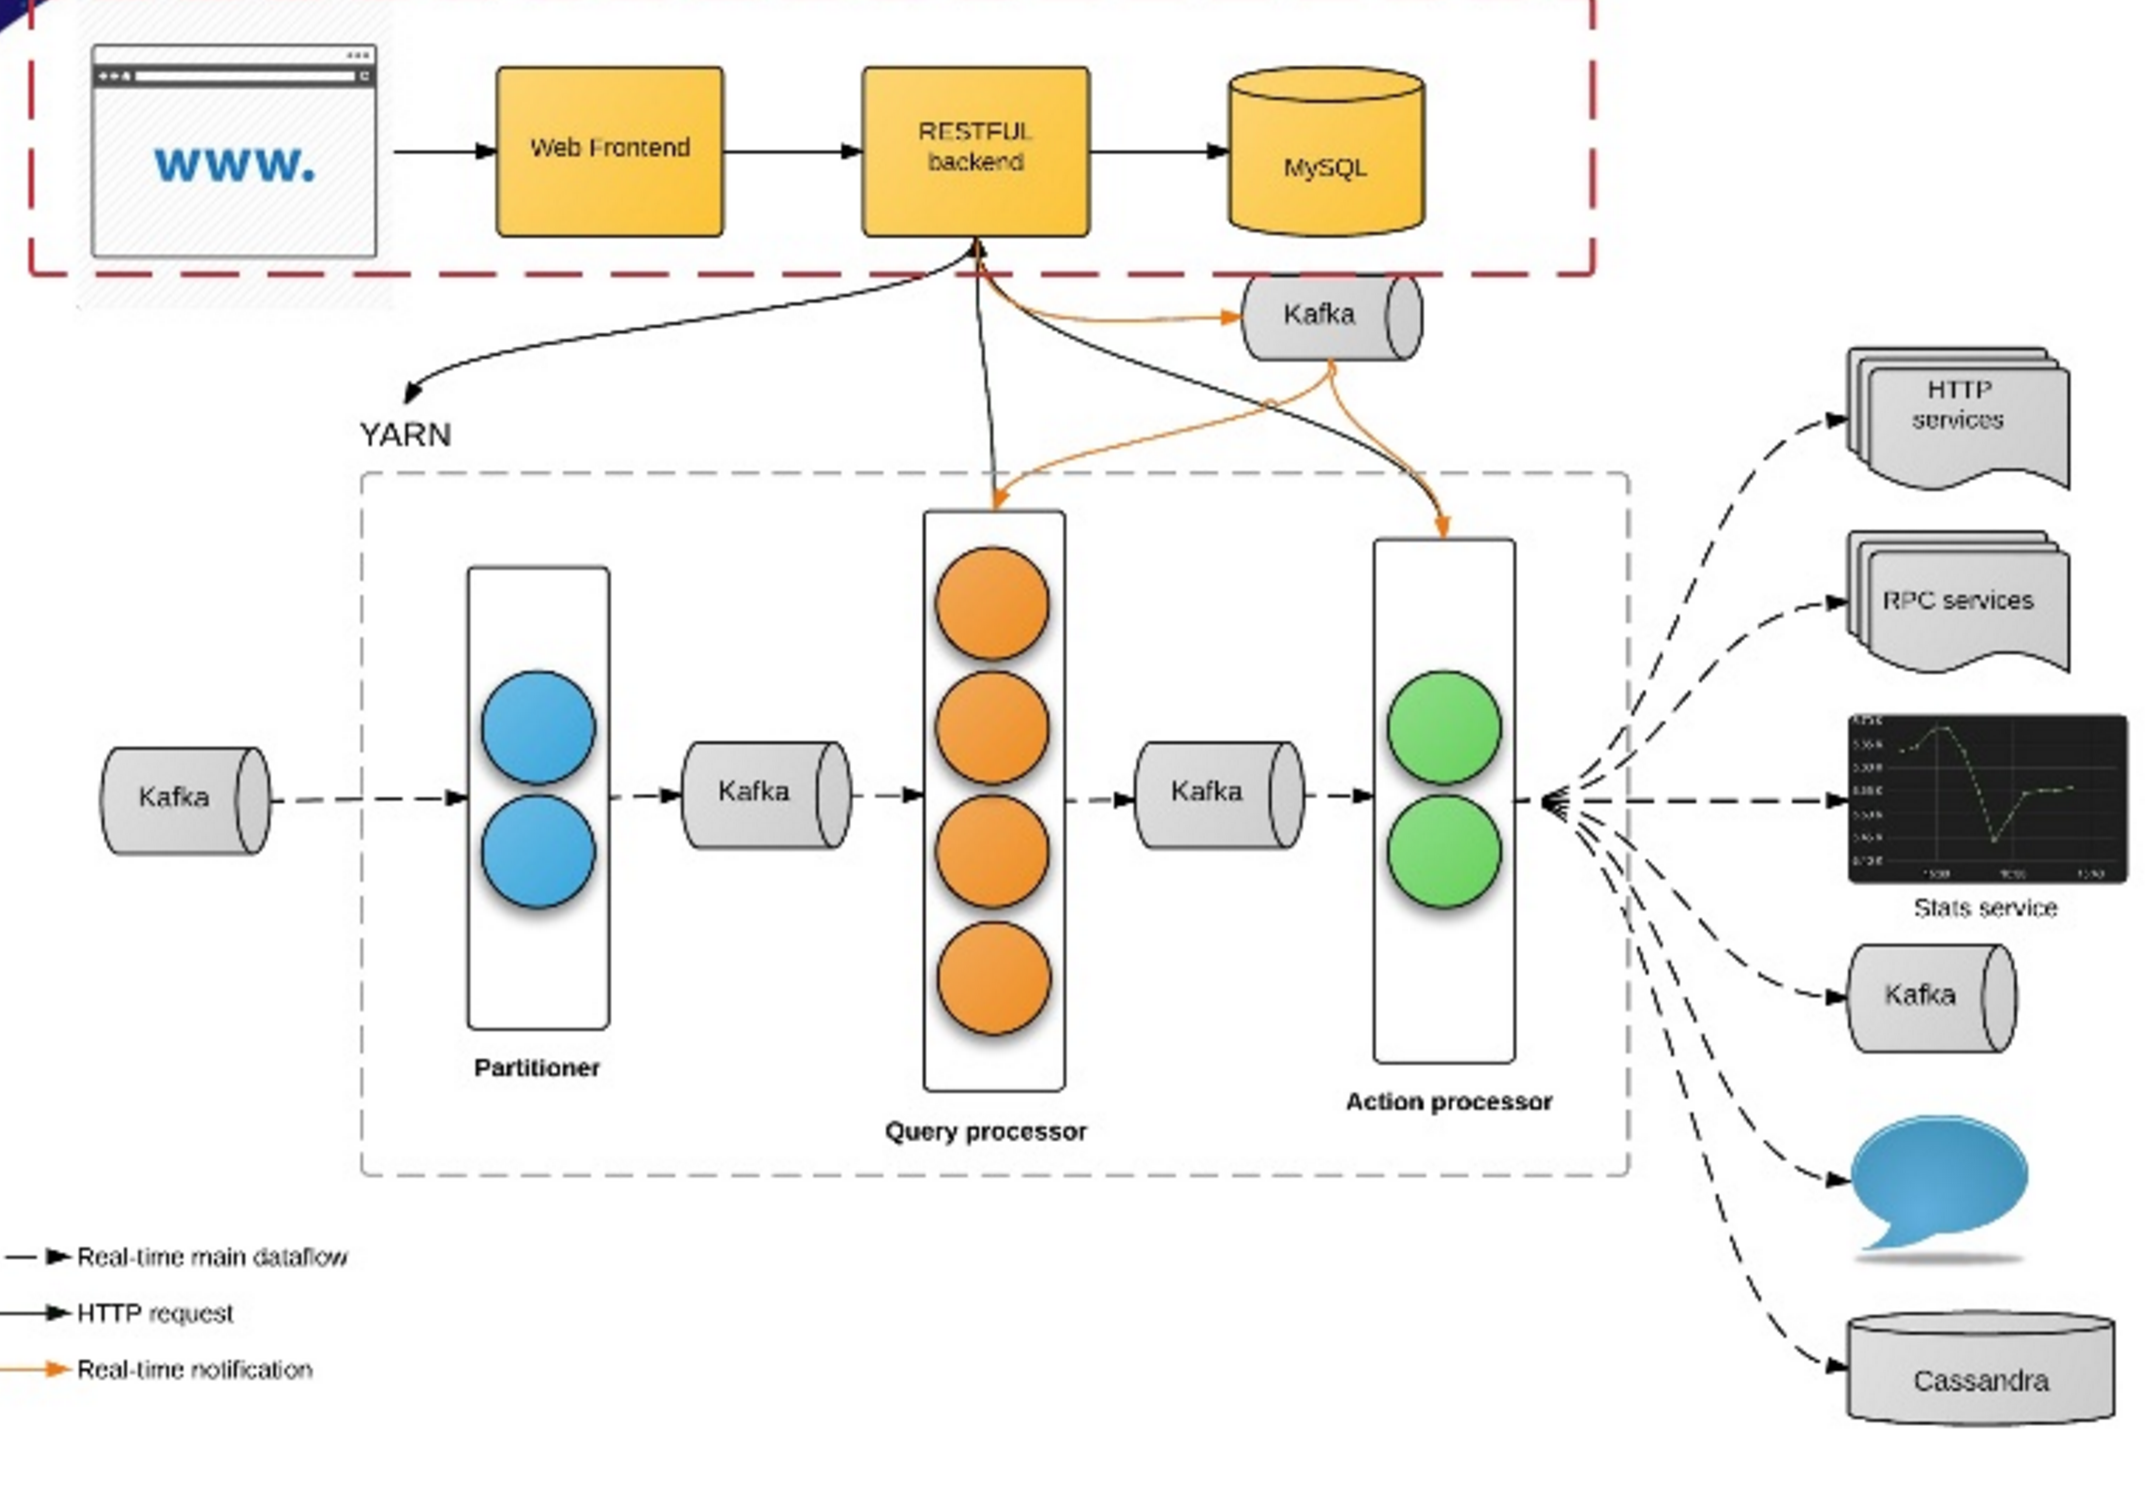 www.
Web Frontend
RESTFUL
backend
MySQL
Kafka
YARN
HTTP
services
RPC services
Kafka
Kafka
Kafka
Stats service
Kafka
Partitioner
Query processor
Action processor
Cassandra
Real-time main dataflow
HTTP request
Real-time notification